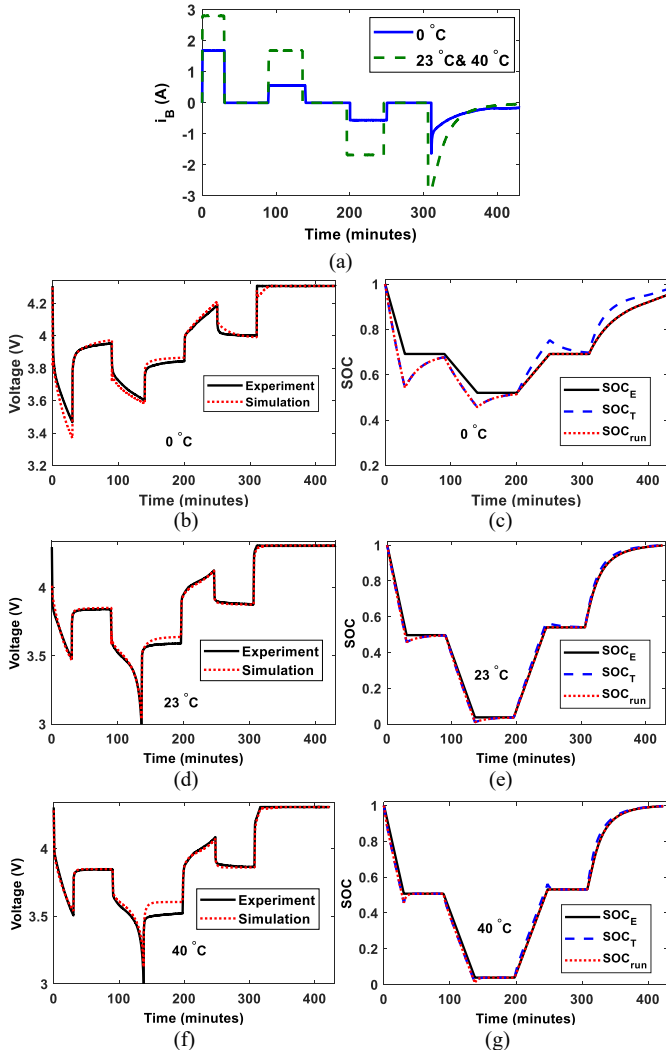 3
2
1
0
-1
-2
-3
i_B (A)
0 °C
23 °C& 40 °C
0 100 200 300 400
Time (minutes)
(a)
4.2
4
3.8
3.6
3.4
3.2
Voltage (V)
Experiment
Simulation
0 °C
0 100 200 300 400
Time (minutes)
(b)
1
0.8
0.6
0.4
0.2
SOC
SOC_E
SOC_T
SOC_run
0 °C
0 100 200 300 400
Time (minutes)
(c)
4
3.5
3
Voltage (V)
Experiment
Simulation
23 °C
0 100 200 300 400
Time (minutes)
(d)
1
0.8
0.6
0.4
0.2
0
SOC
23 °C
SOC_E
SOC_T
SOC_run
0 100 200 300 400
Time (minutes)
(e)
4
3.5
3
Voltage (V)
Experiment
Simulation
40 °C
0 100 200 300 400
Time (minutes)
(f)
1
0.8
0.6
0.4
0.2
0
SOC
40 °C
SOC_E
SOC_T
SOC_run
0 100 200 300 400
Time (minutes)
(g)